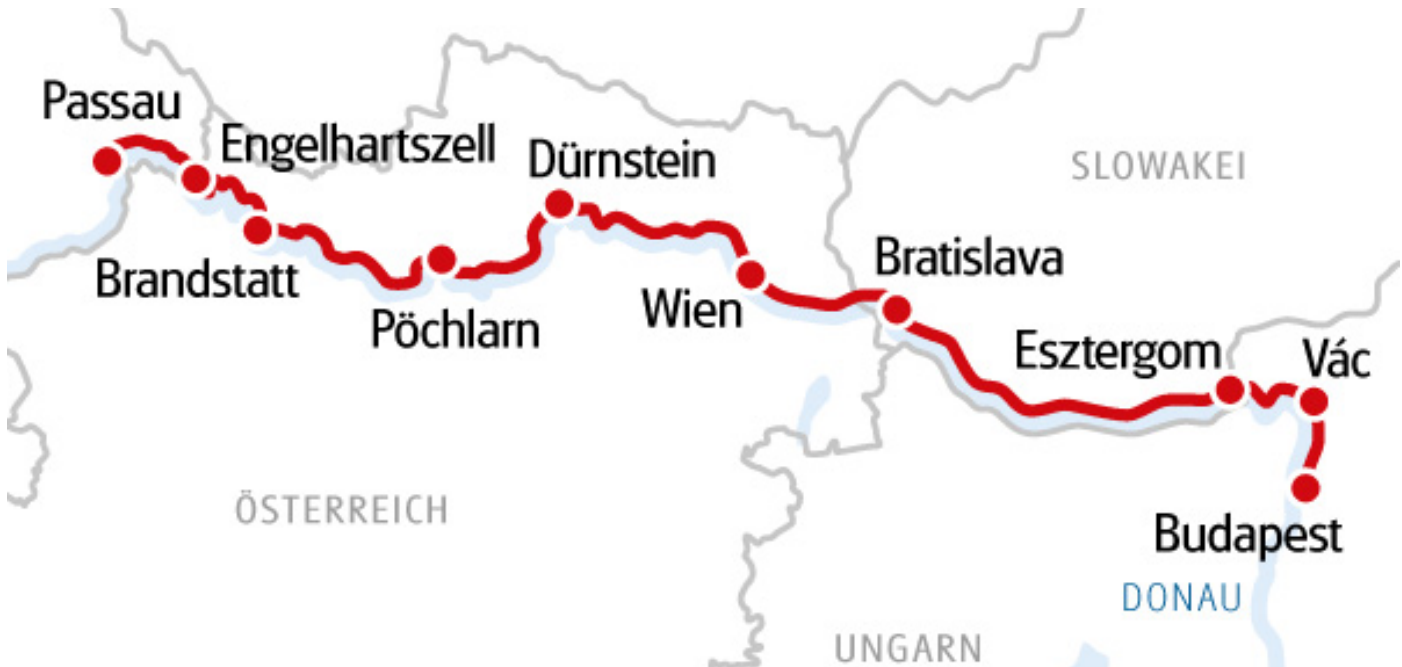 Passau
Engelhartszell
Dürnstein
SLOWAKEI
Brandstatt
Pöchlarn
Wien
Bratislava
Esztergom
Vác
ÖSTERREICH
Budapest
DONAU
UNGARN